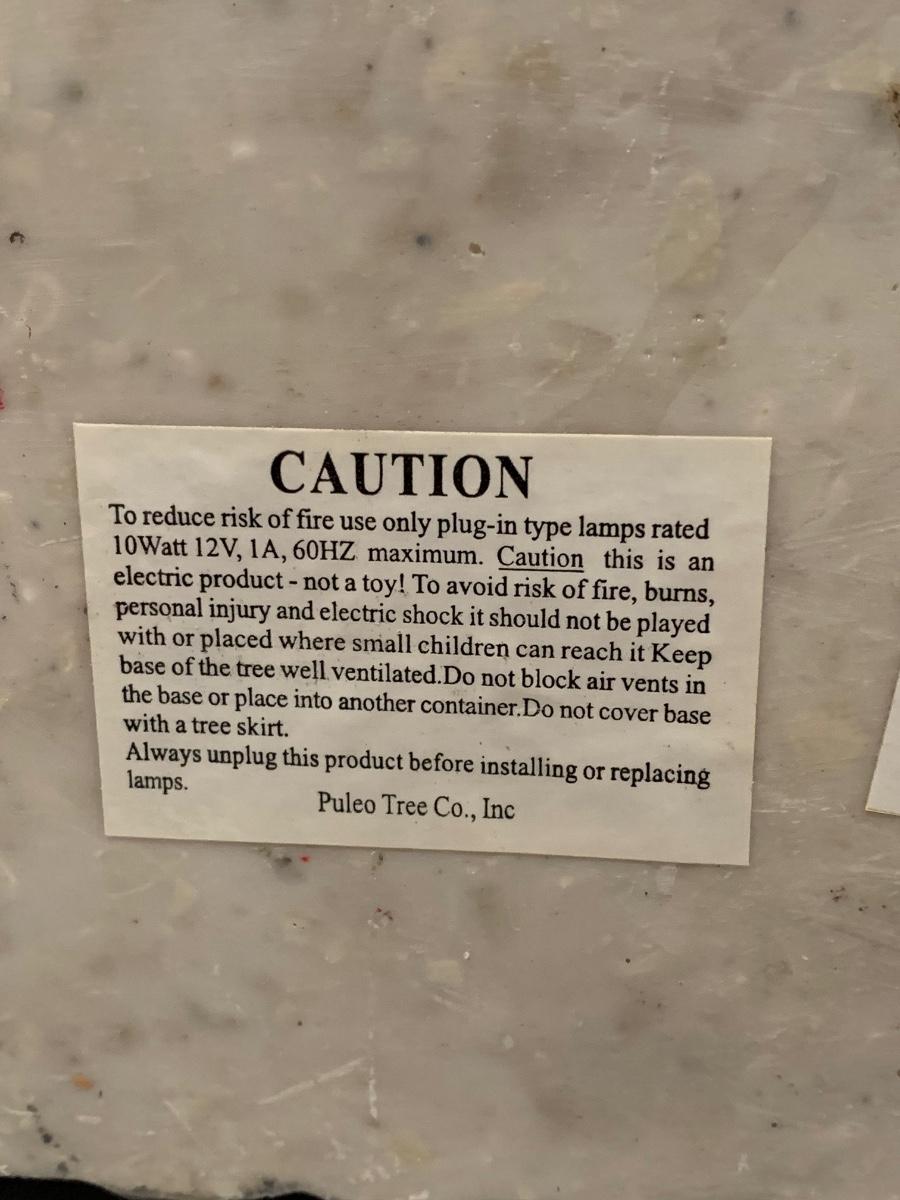 CAUTION
To reduce risk of fire use only plug-in type lamps rated
10Watt 12V, 1A, 60HZ maximum. Caution this is an
electric product - not a toy! To avoid risk of fire, burns,
personal injury and electric shock it should not be played
with or placed where small children can reach it Keep
base of the tree well ventilated.Do not block air vents in
the base or place into another container.Do not cover base
with a tree skirt.
Always unplug this product before installing or replacing
lamps.
Puleo Tree Co., Inc